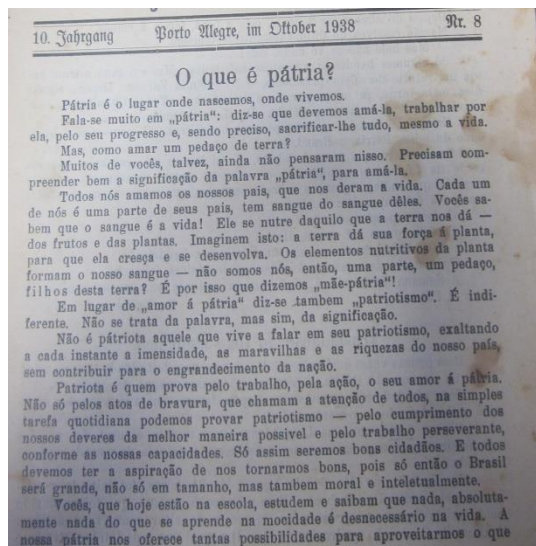 10. Jahrgang Porto Alegre, im Oktober 1938 Nr. 8
O que é pátria?
Pátria é o lugar onde nascemos, onde vivemos.
Fala-se muito em „pátria“: diz-se que devemos amá-la, trabalhar por
ela, pelo seu progresso e, sendo preciso, sacrificar-lhe tudo, mesmo a vida.
Mas, como amar um pedaço de terra?
Muitos de vocês, talvez, ainda não pensaram nisso. Precisam com-
preender bem a significação da palavra „pátria“, para amá-la.
Todos nós amamos os nossos pais, que nos deram a vida. Cada um
de nós é uma parte de seus pais, tem sangue do sangue dêles. Vocês sa-
bem que o sangue é a vida! Ele se nutre daquilo que a terra nos dá —
dos frutos e das plantas. Imaginem isto: a terra dá sua força á planta,
para que ela cresça e se desenvolva. Os elementos nutritivos da planta
formam o nosso sangue — não somos nós, então, uma parte, um pedaço,
filhos desta terra? É por isso que dizemos „mãe-pátria“!
Em lugar de „amor á pátria“ diz-se tambem „patriotismo“. É indi-
ferente. Não se trata da palavra, mas sim, da significação.
Não é pátriota aquele que vive a falar em seu patriotismo, exaltando
a cada instante a imensidade, as maravilhas e as riquezas do nosso país,
sem contribuir para o engrandecimento da nação.
Patriota é quem prova pelo trabalho, pela ação, o seu amor á pátria.
Não só pelos atos de bravura, que chamam a atenção de todos, na simples
tarefa quotidiana podemos provar patriotismo — pelo cumprimento dos
nossos deveres da melhor maneira possivel e pelo trabalho perseverante,
conforme as nossas capacidades. Só assim seremos bons cidadãos. E todos
devemos ter a aspiração de nos tornarmos bons, pois só então o Brasil
será grande, não só em tamanho, mas tambem moral e inteletualmente.
Vocês, que hoje estão na escola, estudem e saibam que nada, absoluta-
mente nada do que se aprende na mocidade é desnecessário na vida. A
nossa pátria nos oferece tantas possibilidades para aproveitarmos o que